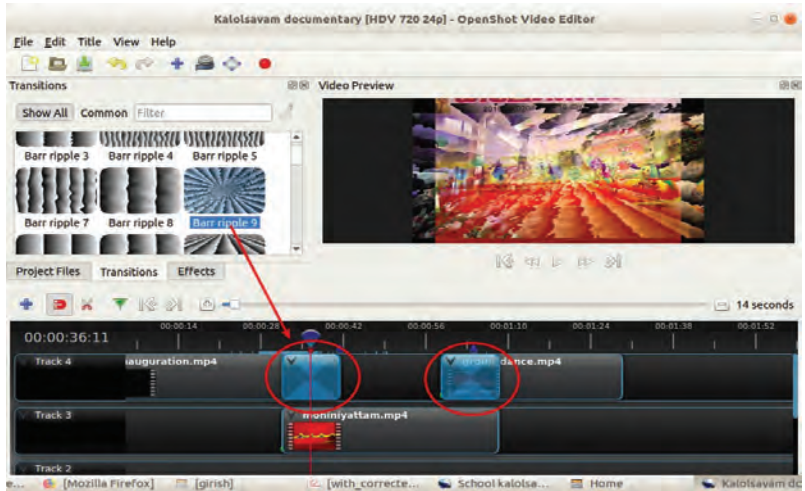 Kalolsavam documentary [HDV 720 24p] - OpenShot Video Editor
File Edit Title View Help
Transitions
Video Preview
Show All Common Filter
Barr ripple 3 Barr ripple 4 Barr ripple 5
Barr ripple 7 Barr ripple 8 Barr ripple 9
Project Files Transitions Effects
14 seconds
00:00:36:11
00:00:14 00:00:28 00:00:42 00:00:56 00:01:10 00:01:24 00:01:38 00:01:52
Track 4 auguration.mp4 group dance.mp4
Track 3 mohiniyattam.mp4
Track 2
e... [Mozilla Firefox] [girish] [with_correcte... School kalolsa... Home Kalolsavam do